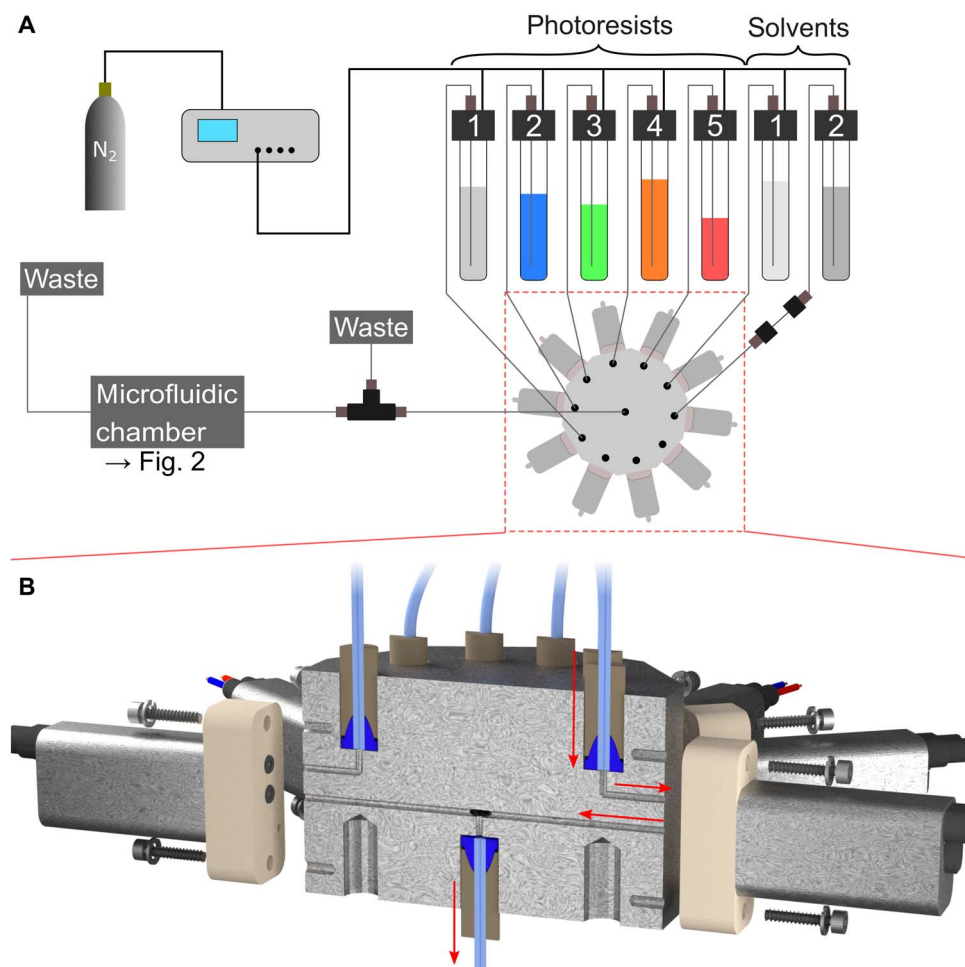 A
Photoresists
Solvents
N2
1 2 3 4 5 1 2
Waste
Waste
Microfluidic
chamber
→ Fig. 2
B